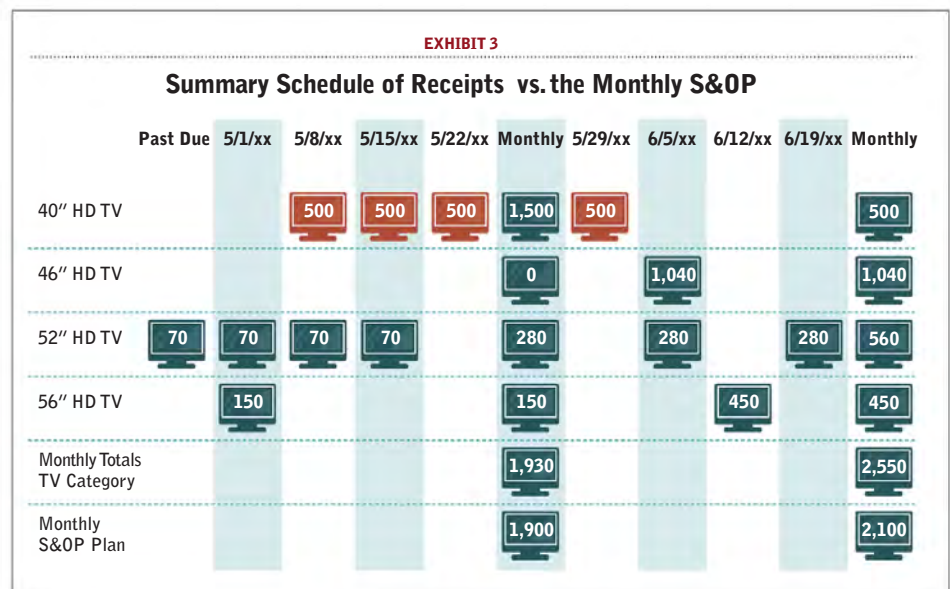 EXHIBIT 3
Summary Schedule of Receipts vs. the Monthly S&OP
Past Due 5/1/xx 5/8/xx 5/15/xx 5/22/xx Monthly 5/29/xx 6/5/xx 6/12/xx 6/19/xx Monthly
40″ HD TV 500 500 500 1,500 500 500
46″ HD TV 0 1,040 1,040
52″ HD TV 70 70 70 70 280 280 280 560
56″ HD TV 150 150 450 450
Monthly Totals
TV Category 1,930 2,550
Monthly
S&OP Plan 1,900 2,100